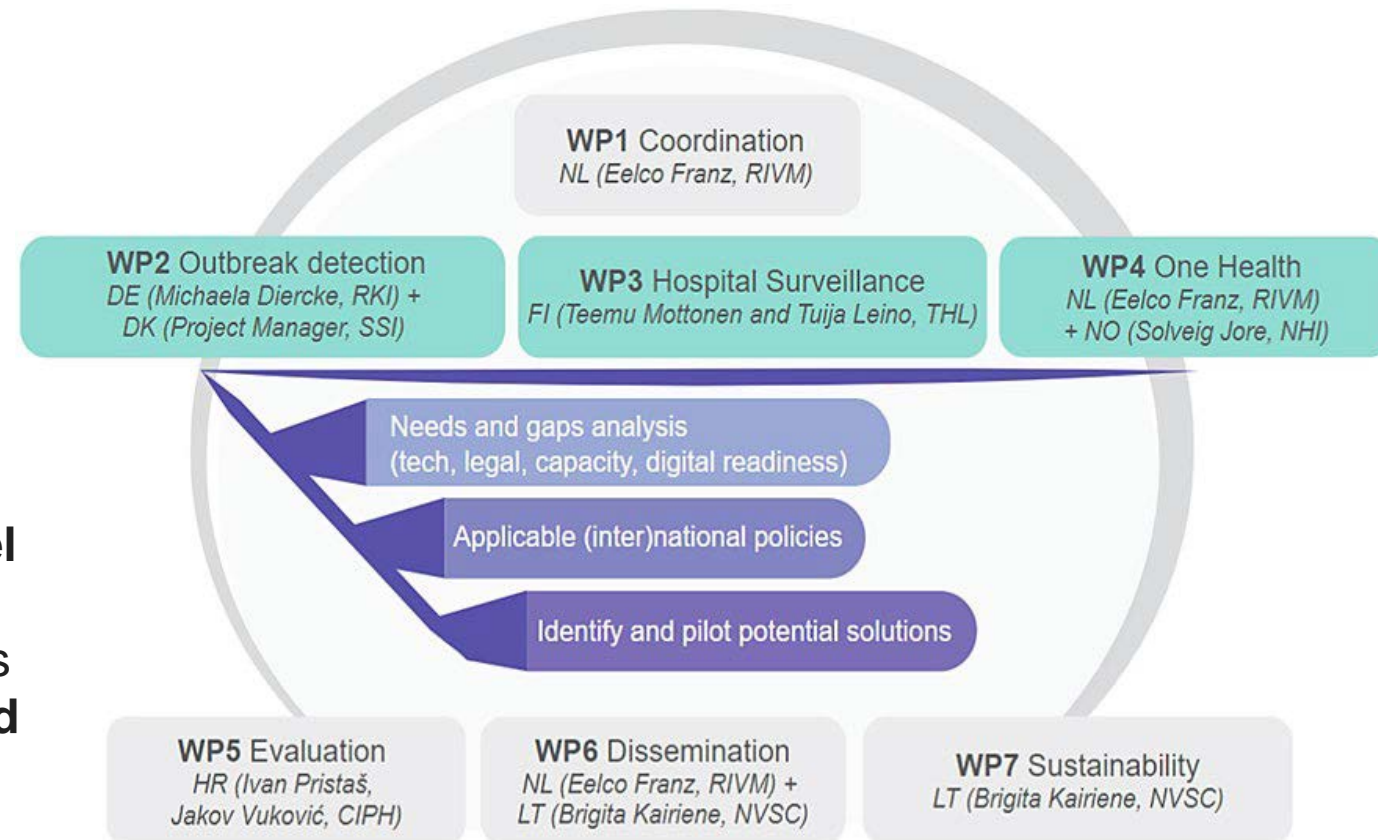 WP1 Coordination
NL (Eelco Franz, RIVM)
WP2 Outbreak detection
DE (Michaela Diercke, RKI) +
DK (Project Manager, SSI)
WP3 Hospital Surveillance
FI (Teemu Mottonen and Tuija Leino, THL)
WP4 One Health
NL (Eelco Franz, RIVM)
+ NO (Solveig Jore, NHI)
Needs and gaps analysis
(tech, legal, capacity, digital readiness)
Applicable (inter)national policies
Identify and pilot potential solutions
WP5 Evaluation
HR (Ivan Pristaš,
Jakov Vuković, CIPH)
WP6 Dissemination
NL (Eelco Franz, RIVM) +
LT (Brigita Kairiene, NVSC)
WP7 Sustainability
LT (Brigita Kairiene, NVSC)